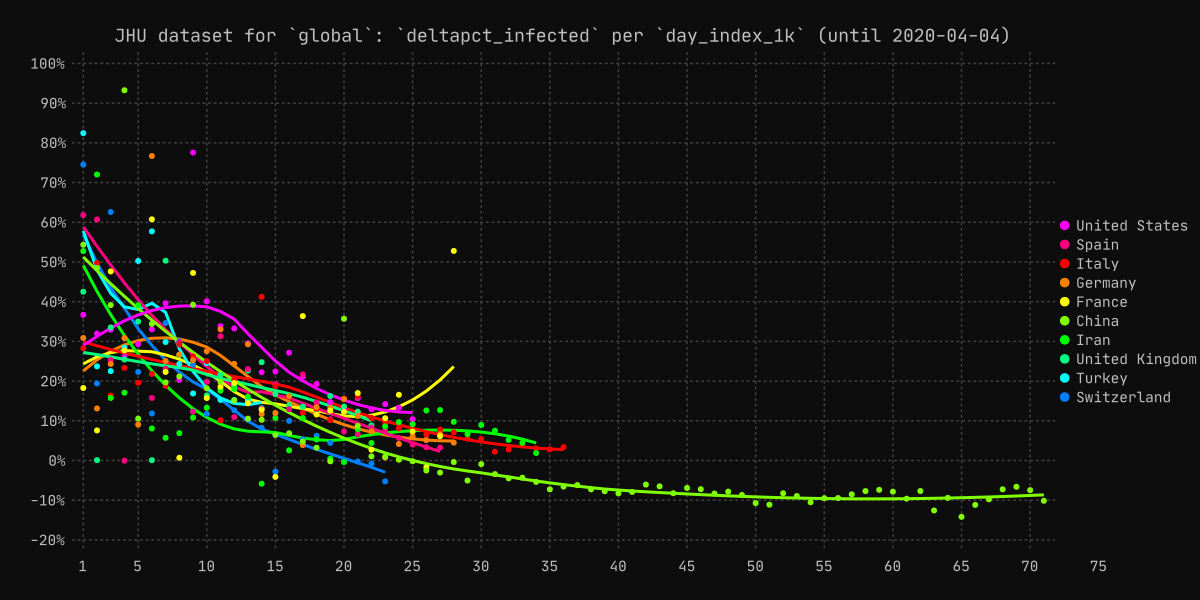 JHU dataset for `global`: `deltapct_infected` per `day_index_1k` (until 2020-04-04)
100%
90%
80%
70%
60%
50%
40%
30%
20%
10%
0%
-10%
-20%
1 5 10 15 20 25 30 35 40 45 50 55 60 65 70 75
United States
Spain
Italy
Germany
France
China
Iran
United Kingdom
Turkey
Switzerland